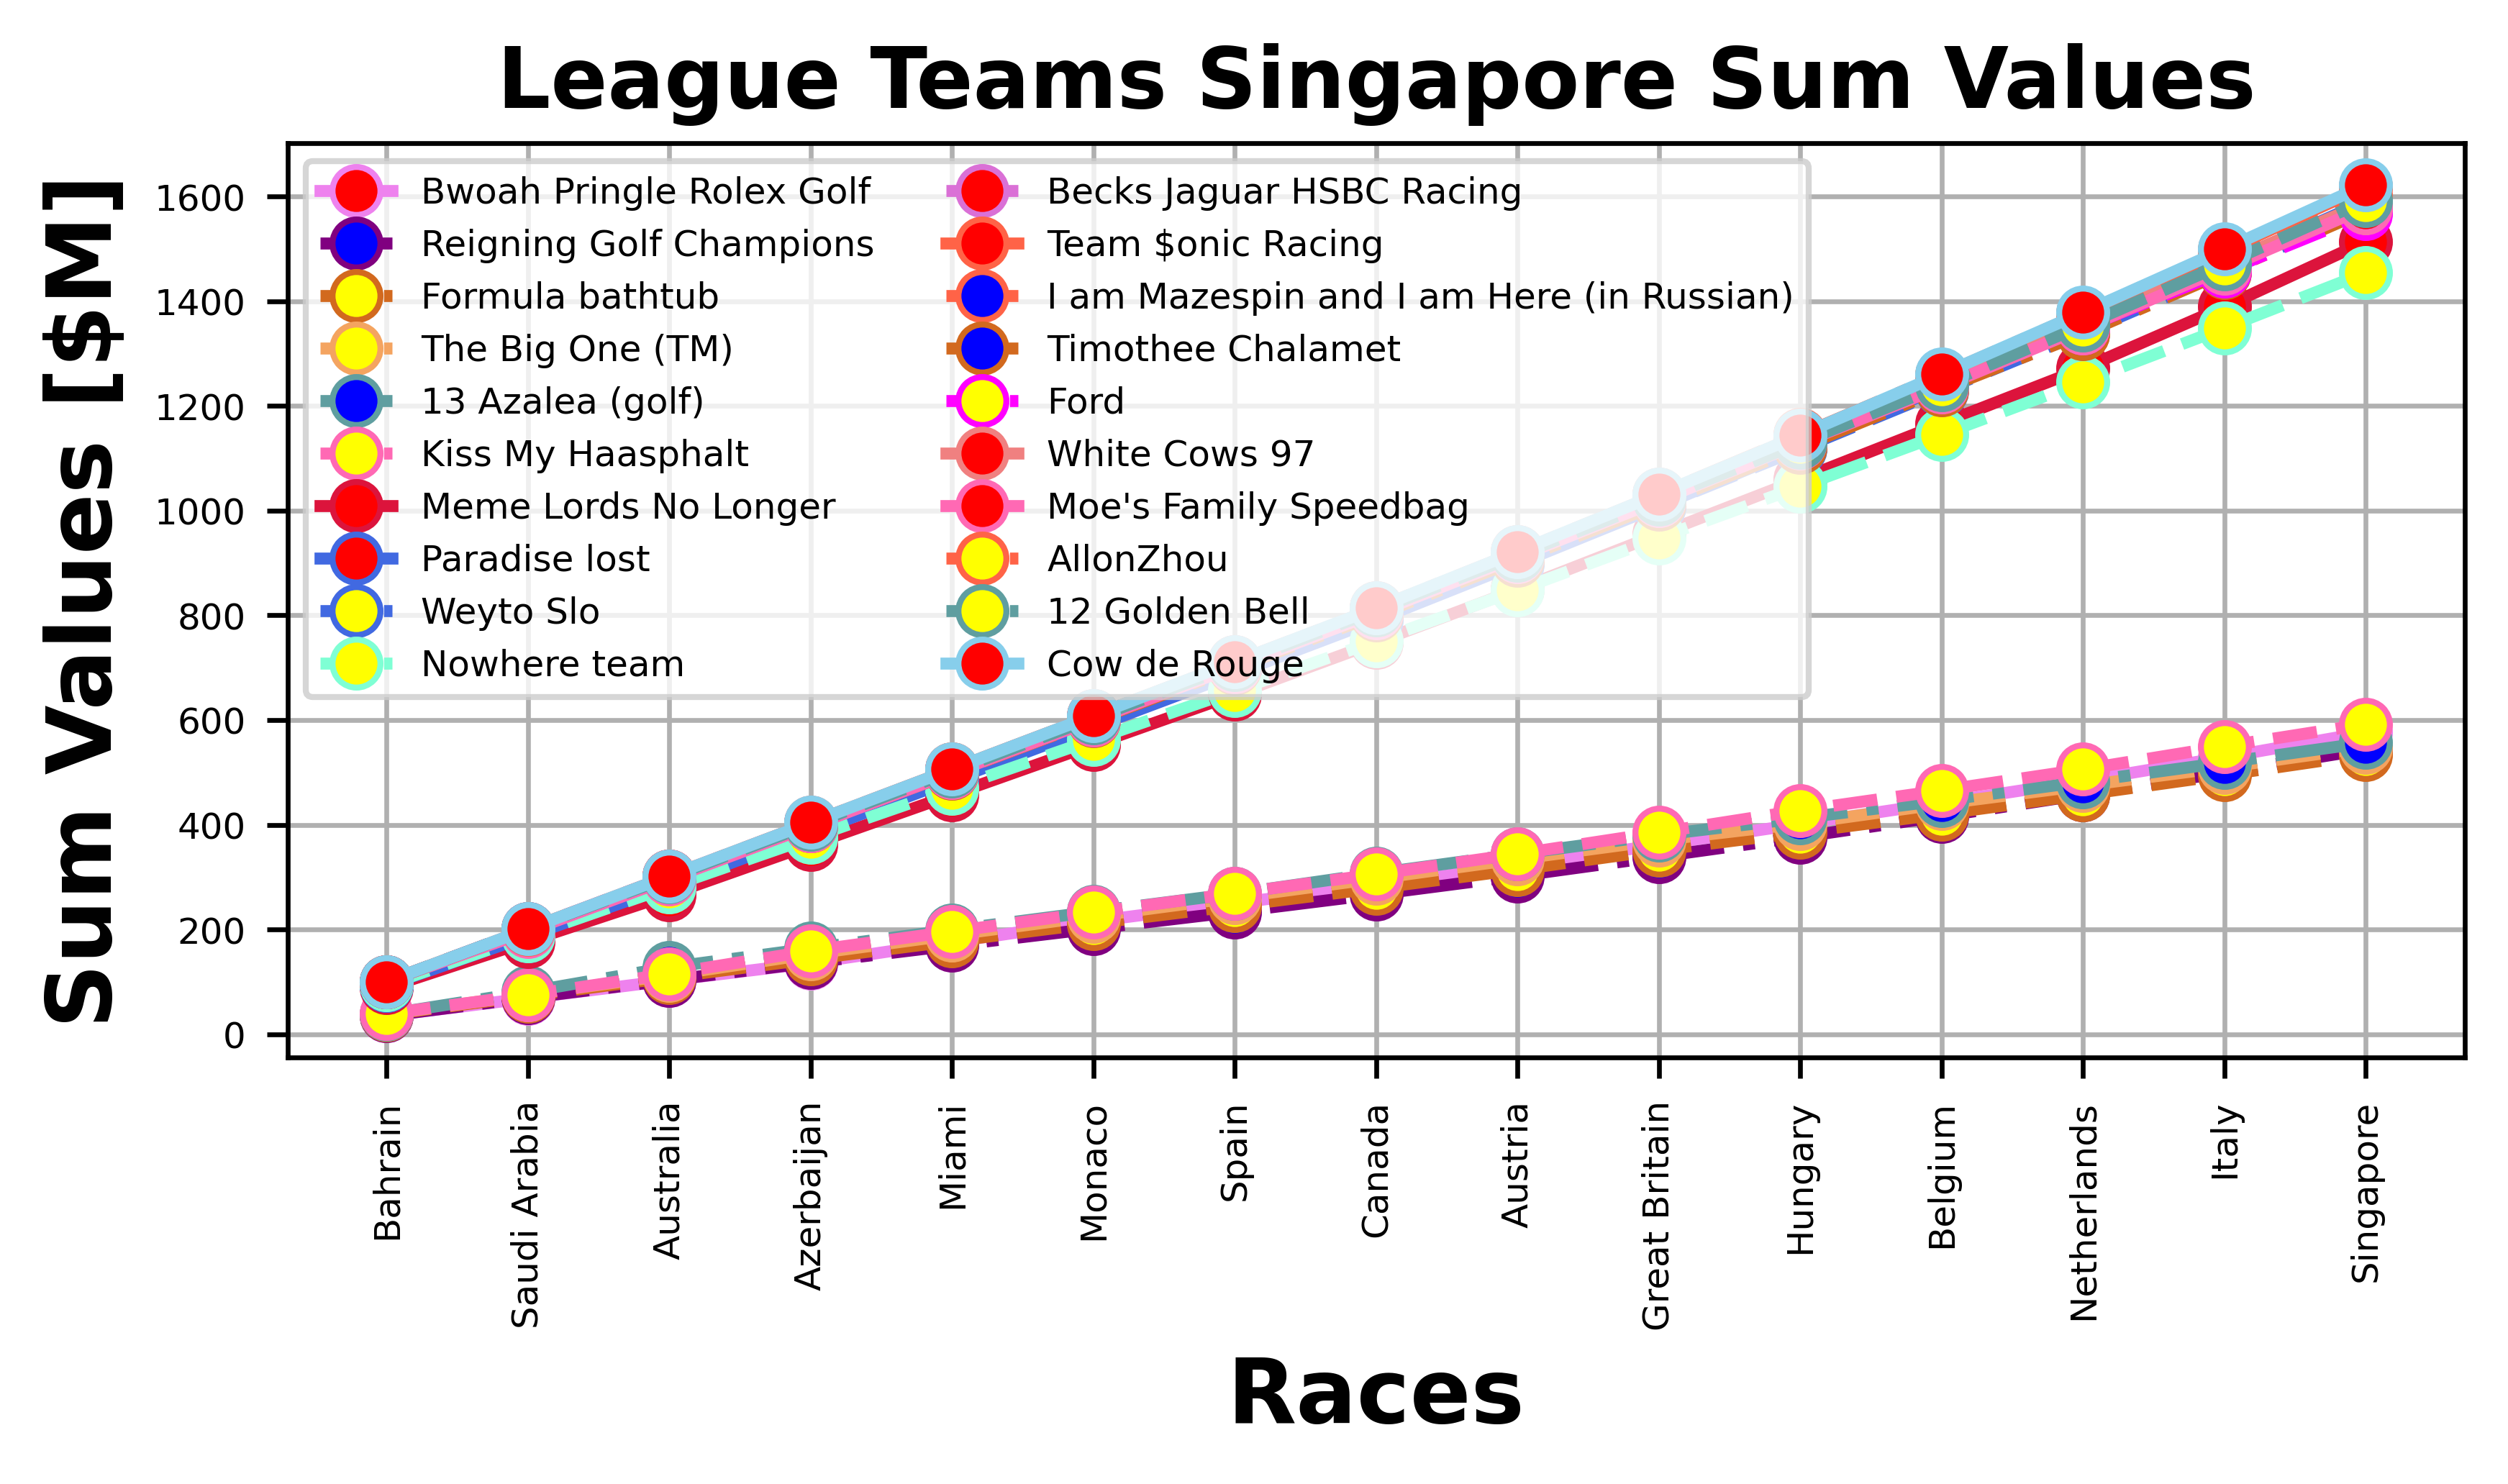 League Teams Singapore Sum Values
Sum Values [$M]
1600
1400
1200
1000
800
600
400
200
0
Bwoah Pringle Rolex Golf
Reigning Golf Champions
Formula bathtub
The Big One (TM)
13 Azalea (golf)
Kiss My Haasphalt
Meme Lords No Longer
Paradise lost
Weyto Slo
Nowhere team
Becks Jaguar HSBC Racing
Team $onic Racing
I am Mazespin and I am Here (in Russian)
Timothee Chalamet
Ford
White Cows 97
Moe's Family Speedbag
AllonZhou
12 Golden Bell
Cow de Rouge
Bahrain
Saudi Arabia
Australia
Azerbaijan
Miami
Monaco
Spain
Canada
Austria
Great Britain
Hungary
Belgium
Netherlands
Italy
Singapore
Races